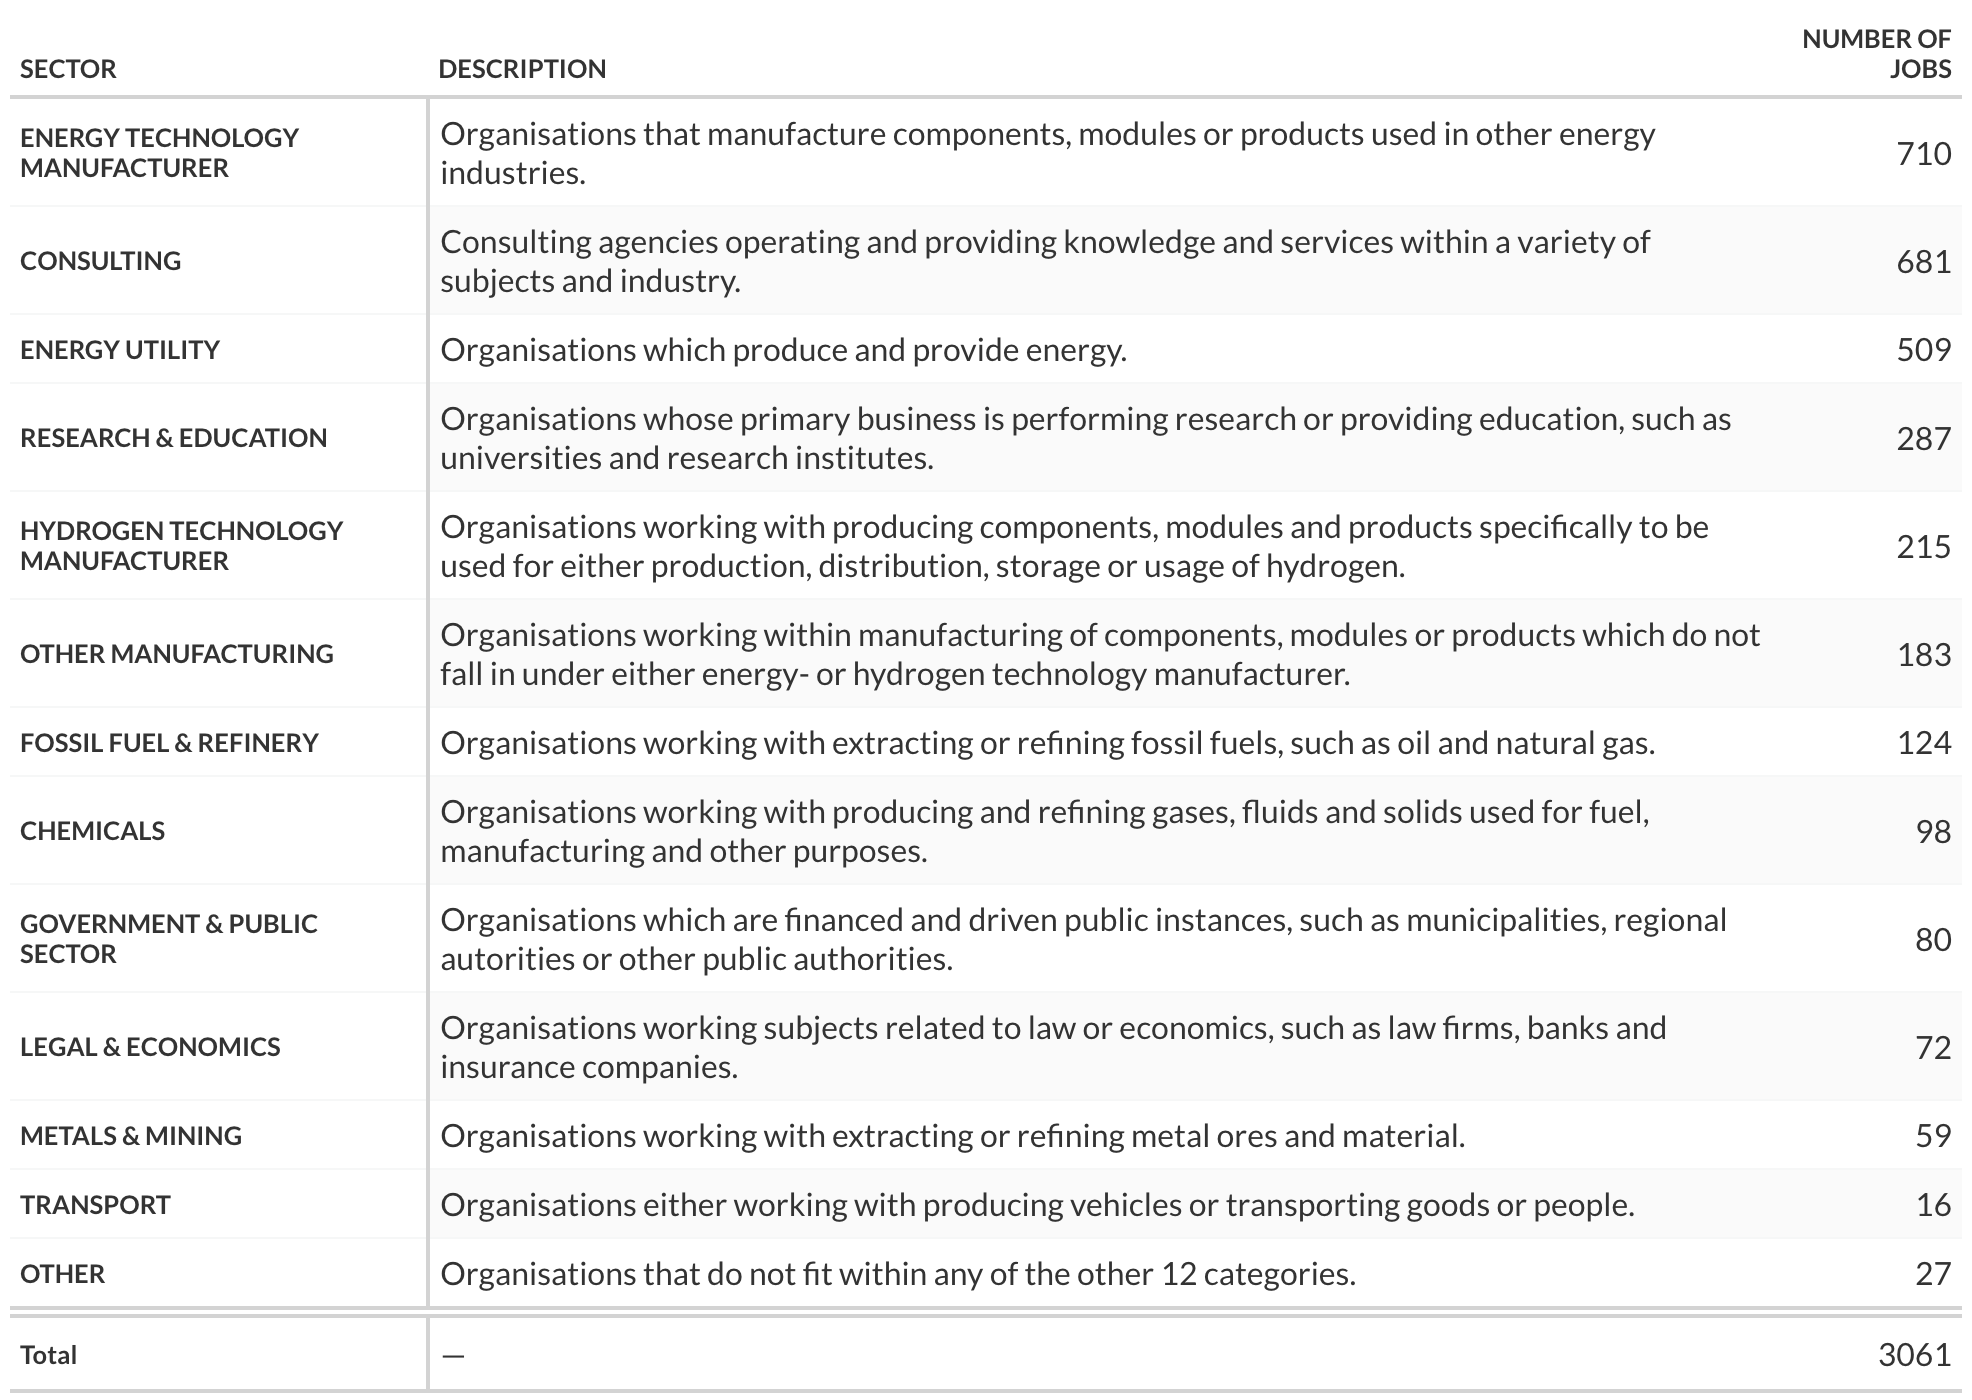 SECTOR DESCRIPTION NUMBER OF
JOBS
ENERGY TECHNOLOGY
MANUFACTURER
Organisations that manufacture components, modules or products used in other energy
industries.
710
CONSULTING
Consulting agencies operating and providing knowledge and services within a variety of
subjects and industry.
681
ENERGY UTILITY Organisations which produce and provide energy. 509
RESEARCH & EDUCATION
Organisations whose primary business is performing research or providing education, such as
universities and research institutes.
287
HYDROGEN TECHNOLOGY
MANUFACTURER
Organisations working with producing components, modules and products specifically to be
used for either production, distribution, storage or usage of hydrogen.
215
OTHER MANUFACTURING
Organisations working within manufacturing of components, modules or products which do not
fall in under either energy- or hydrogen technology manufacturer.
183
FOSSIL FUEL & REFINERY Organisations working with extracting or refining fossil fuels, such as oil and natural gas. 124
CHEMICALS
Organisations working with producing and refining gases, fluids and solids used for fuel,
manufacturing and other purposes.
98
GOVERNMENT & PUBLIC
SECTOR
Organisations which are financed and driven public instances, such as municipalities, regional
autorities or other public authorities.
80
LEGAL & ECONOMICS
Organisations working subjects related to law or economics, such as law firms, banks and
insurance companies.
72
METALS & MINING Organisations working with extracting or refining metal ores and material. 59
TRANSPORT Organisations either working with producing vehicles or transporting goods or people. 16
OTHER Organisations that do not fit within any of the other 12 categories. 27
Total — 3061